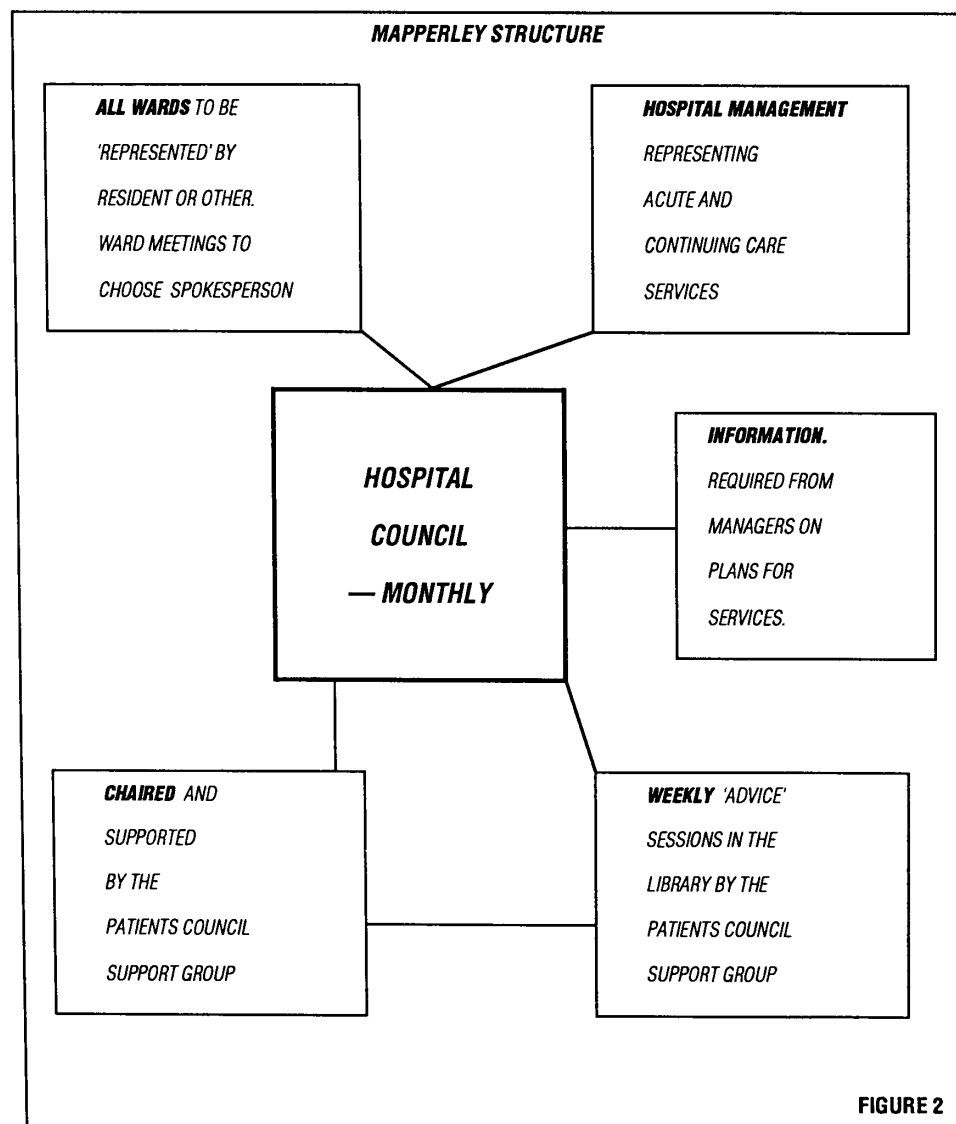 MAPPERLEY STRUCTURE
ALL WARDS TO BE
'REPRESENTED' BY
RESIDENT OR OTHER.
WARD MEETINGS TO
CHOOSE SPOKESPERSON
HOSPITAL MANAGEMENT
REPRESENTING
ACUTE AND
CONTINUING CARE
SERVICES
HOSPITAL
COUNCIL
— MONTHLY
INFORMATION.
REQUIRED FROM
MANAGERS ON
PLANS FOR
SERVICES.
CHAIRED AND
SUPPORTED
BY THE
PATIENTS COUNCIL
SUPPORT GROUP
WEEKLY 'ADVICE'
SESSIONS IN THE
LIBRARY BY THE
PATIENTS COUNCIL
SUPPORT GROUP
FIGURE 2